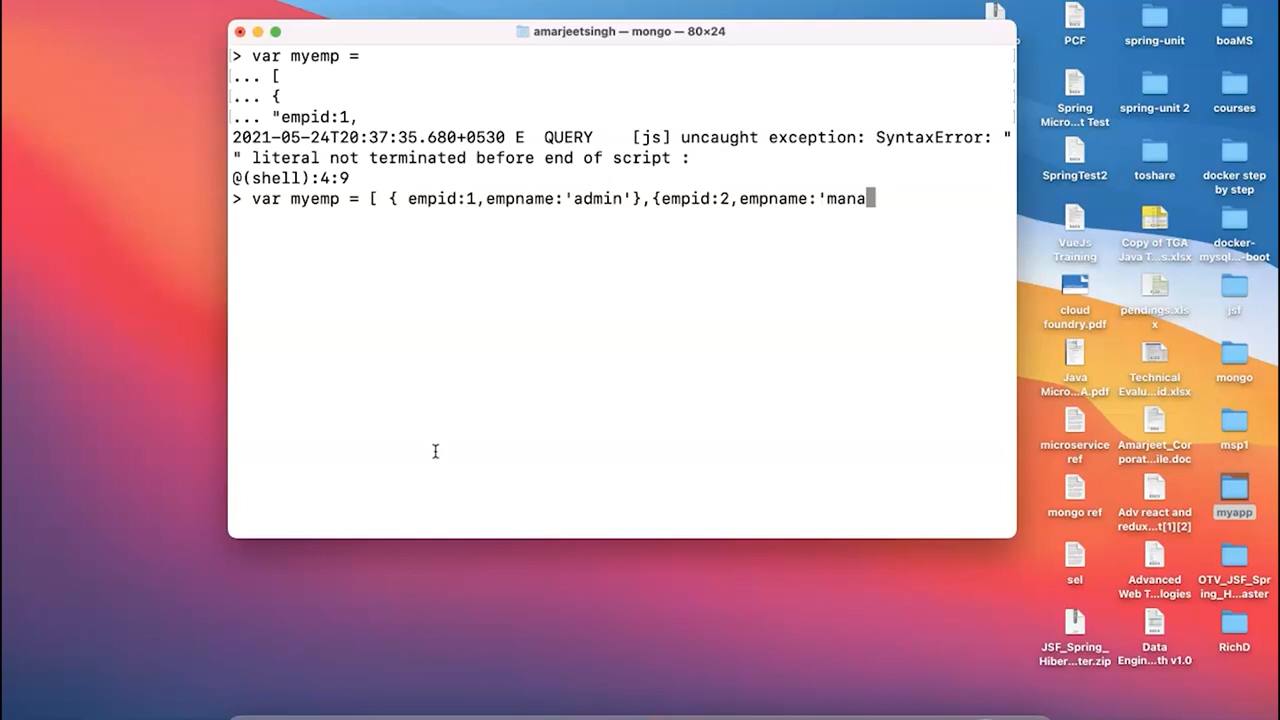 amarjeetsingh — mongo — 80×24
> var myemp =
... [
... {
... "empid:1,
2021-05-24T20:37:35.680+0530 E  QUERY    [js] uncaught exception: SyntaxError: "
" literal not terminated before end of script :
@(shell):4:9
> var myemp = [ { empid:1,empname:'admin'},{empid:2,empname:'mana
PCF
spring-unit
boaMS
Spring
Micro...t Test
spring-unit 2
courses
SpringTest2
toshare
docker step
by step
VueJs
Training
Copy of TGA
Java T...s.xlsx
docker-
mysql...-boot
cloud
foundry.pdf
pendings.xls
x
jsf
Java
Micro...A.pdf
Technical
Evalu...id.xlsx
mongo
microservice
ref
Amarjeet_Cor
porat...ile.doc
msp1
mongo ref
Adv react and
redux...t[1][2]
myapp
sel
Advanced
Web T...logies
OTV_JSF_Spr
ing_H...aster
JSF_Spring_
Hiber...ter.zip
Data
Engin...th v1.0
RichD